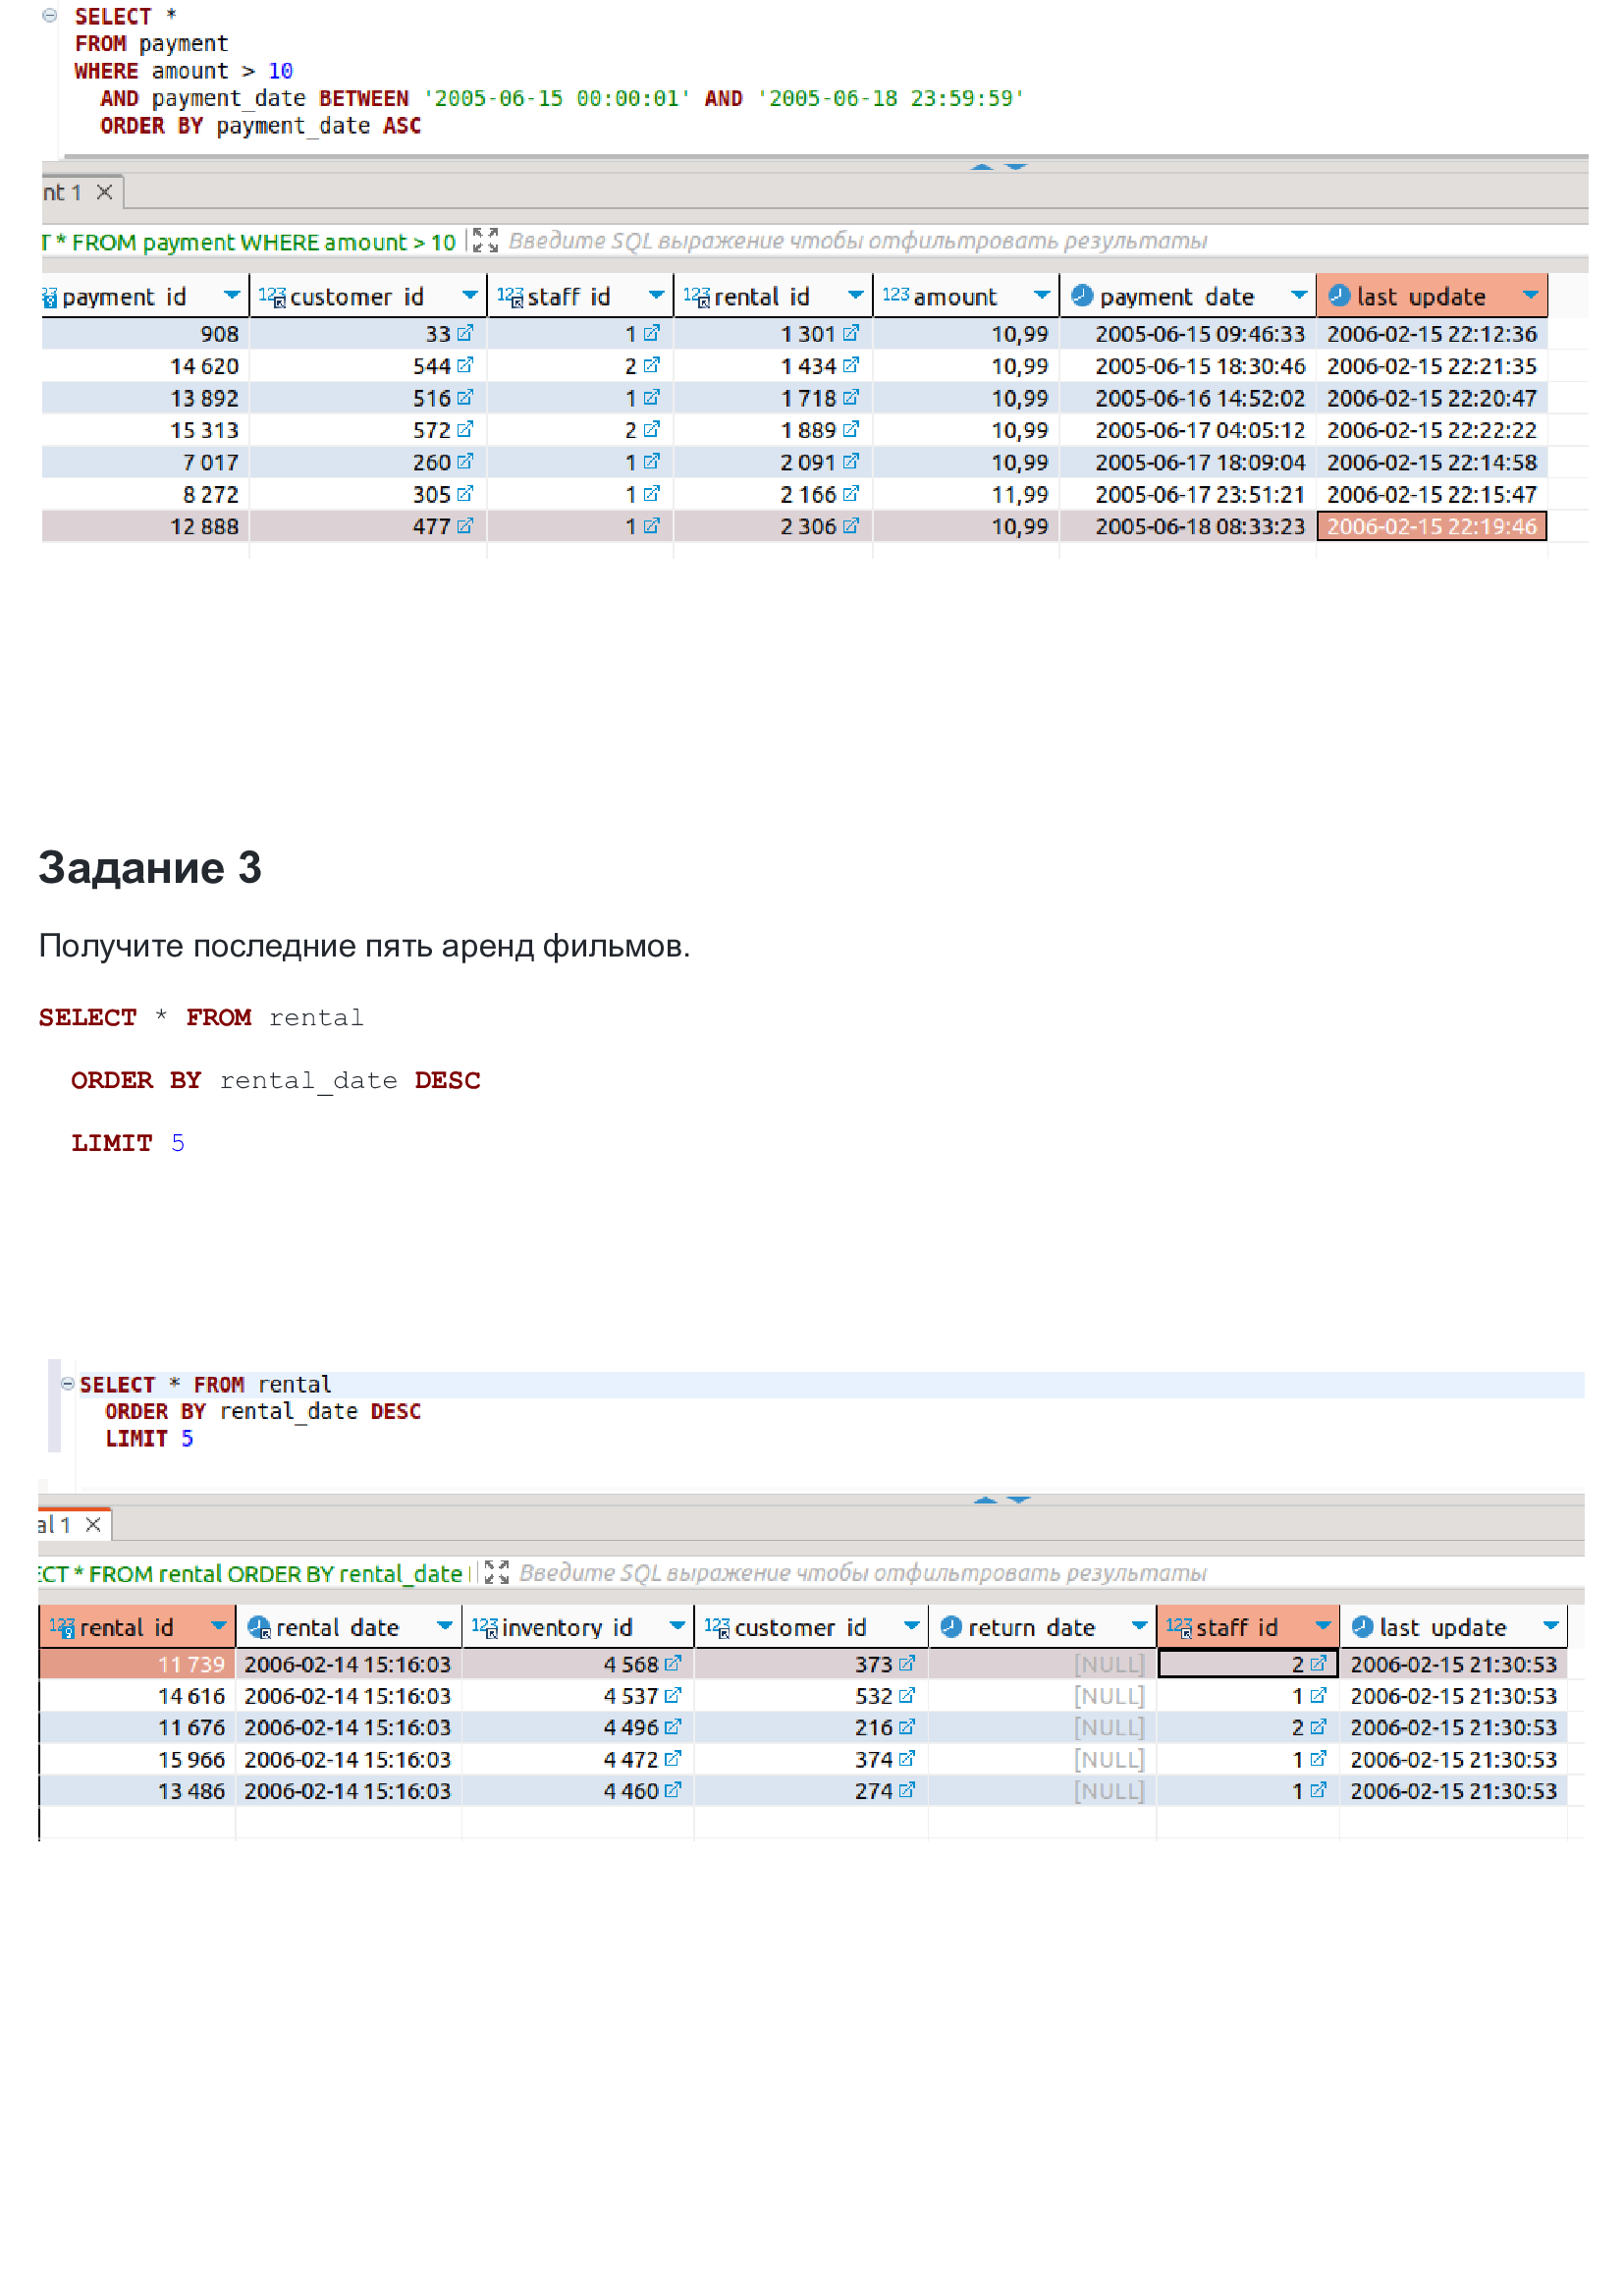 SELECT *
FROM payment
WHERE amount > 10
AND payment_date BETWEEN '2005-06-15 00:00:01' AND '2005-06-18 23:59:59'
ORDER BY payment_date ASC
nt 1
T * FROM payment WHERE amount > 10 Введите SQL выражение чтобы отфильтровать результаты
payment_id customer_id staff_id rental_id 123 amount payment_date last_update
908 33 1 1 301 10,99 2005-06-15 09:46:33 2006-02-15 22:12:36
14 620 544 2 1 434 10,99 2005-06-15 18:30:46 2006-02-15 22:21:35
13 892 516 1 1 718 10,99 2005-06-16 14:52:02 2006-02-15 22:20:47
15 313 572 2 1 889 10,99 2005-06-17 04:05:12 2006-02-15 22:22:22
7 017 260 1 2 091 10,99 2005-06-17 18:09:04 2006-02-15 22:14:58
8 272 305 1 2 166 11,99 2005-06-17 23:51:21 2006-02-15 22:15:47
12 888 477 1 2 306 10,99 2005-06-18 08:33:23 2006-02-15 22:19:46
Задание 3
Получите последние пять аренд фильмов.
SELECT * FROM rental
ORDER BY rental_date DESC
LIMIT 5
SELECT * FROM rental
ORDER BY rental_date DESC
LIMIT 5
al 1
ECT * FROM rental ORDER BY rental_date Введите SQL выражение чтобы отфильтровать результаты
123 rental_id rental_date 123 inventory_id 123 customer_id return_date 123 staff_id last_update
11 739 2006-02-14 15:16:03 4 568 373 [NULL] 2 2006-02-15 21:30:53
14 616 2006-02-14 15:16:03 4 537 532 [NULL] 1 2006-02-15 21:30:53
11 676 2006-02-14 15:16:03 4 496 216 [NULL] 2 2006-02-15 21:30:53
15 966 2006-02-14 15:16:03 4 472 374 [NULL] 1 2006-02-15 21:30:53
13 486 2006-02-14 15:16:03 4 460 274 [NULL] 1 2006-02-15 21:30:53